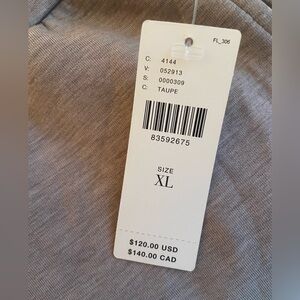 FL_306
C: 4144
V: 052913
S: 0000309
C: TAUPE
83592675
SIZE
XL
$120.00 USD
$140.00 CAD